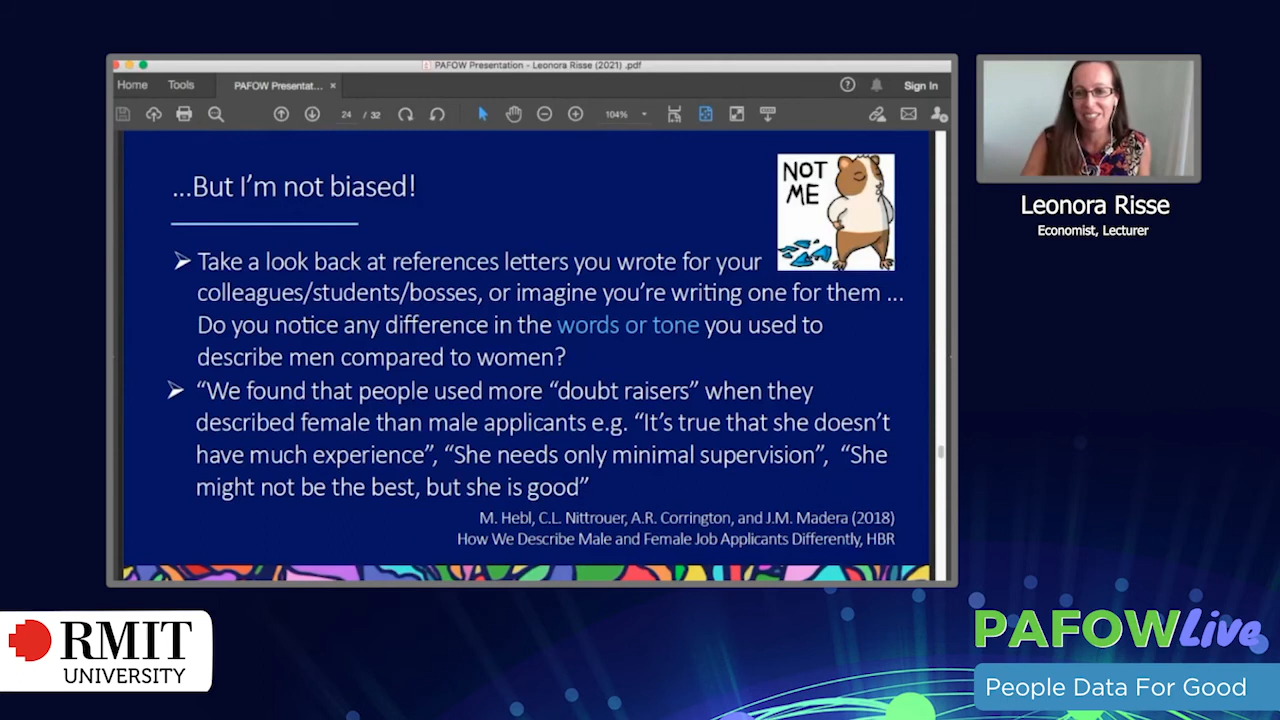 PAFOW Presentation - Leonora Risse (2021) .pdf
Home Tools PAFOW Presentat... × Sign In
24 / 32 104%
...But I'm not biased!
NOT
ME
➢ Take a look back at references letters you wrote for your
colleagues/students/bosses, or imagine you're writing one for them ...
Do you notice any difference in the words or tone you used to
describe men compared to women?
➢ "We found that people used more "doubt raisers" when they
described female than male applicants e.g. "It's true that she doesn't
have much experience", "She needs only minimal supervision", "She
might not be the best, but she is good"
M. Hebl, C.L. Nittrouer, A.R. Corrington, and J.M. Madera (2018)
How We Describe Male and Female Job Applicants Differently, HBR
Leonora Risse
Economist, Lecturer
RMIT
UNIVERSITY
PAFOW Live
People Data For Good